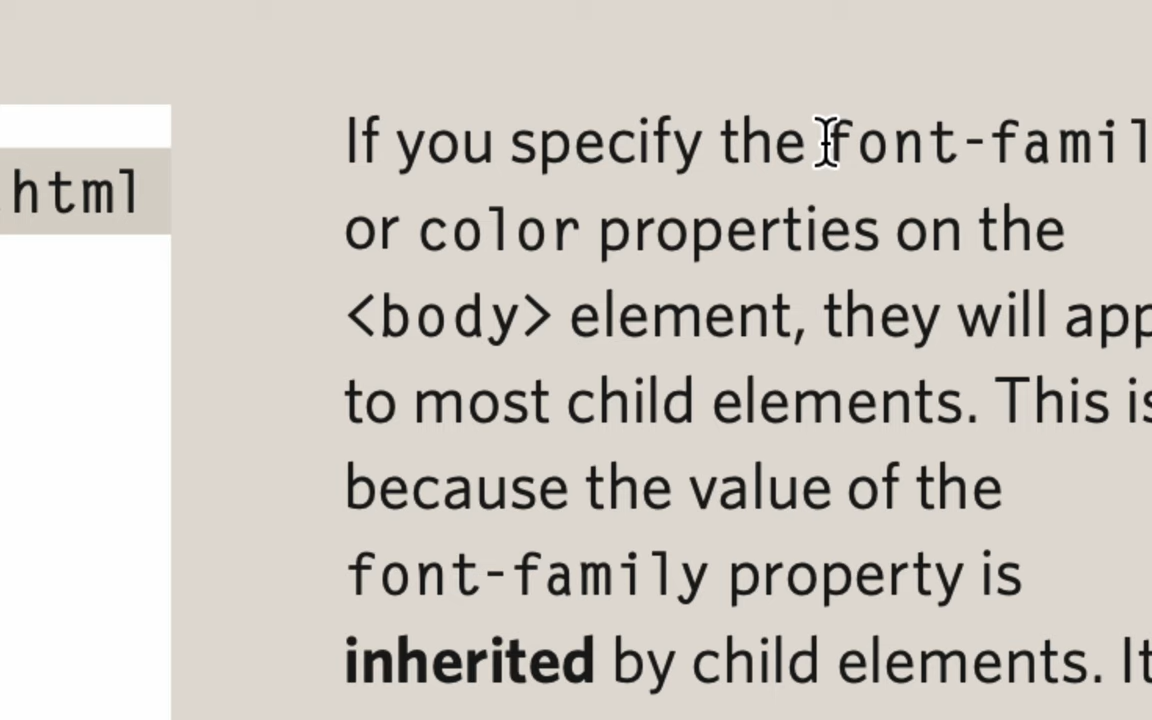 html
If you specify the font-famil
or color properties on the
<body> element, they will app
to most child elements. This is
because the value of the
font-family property is
inherited by child elements. It